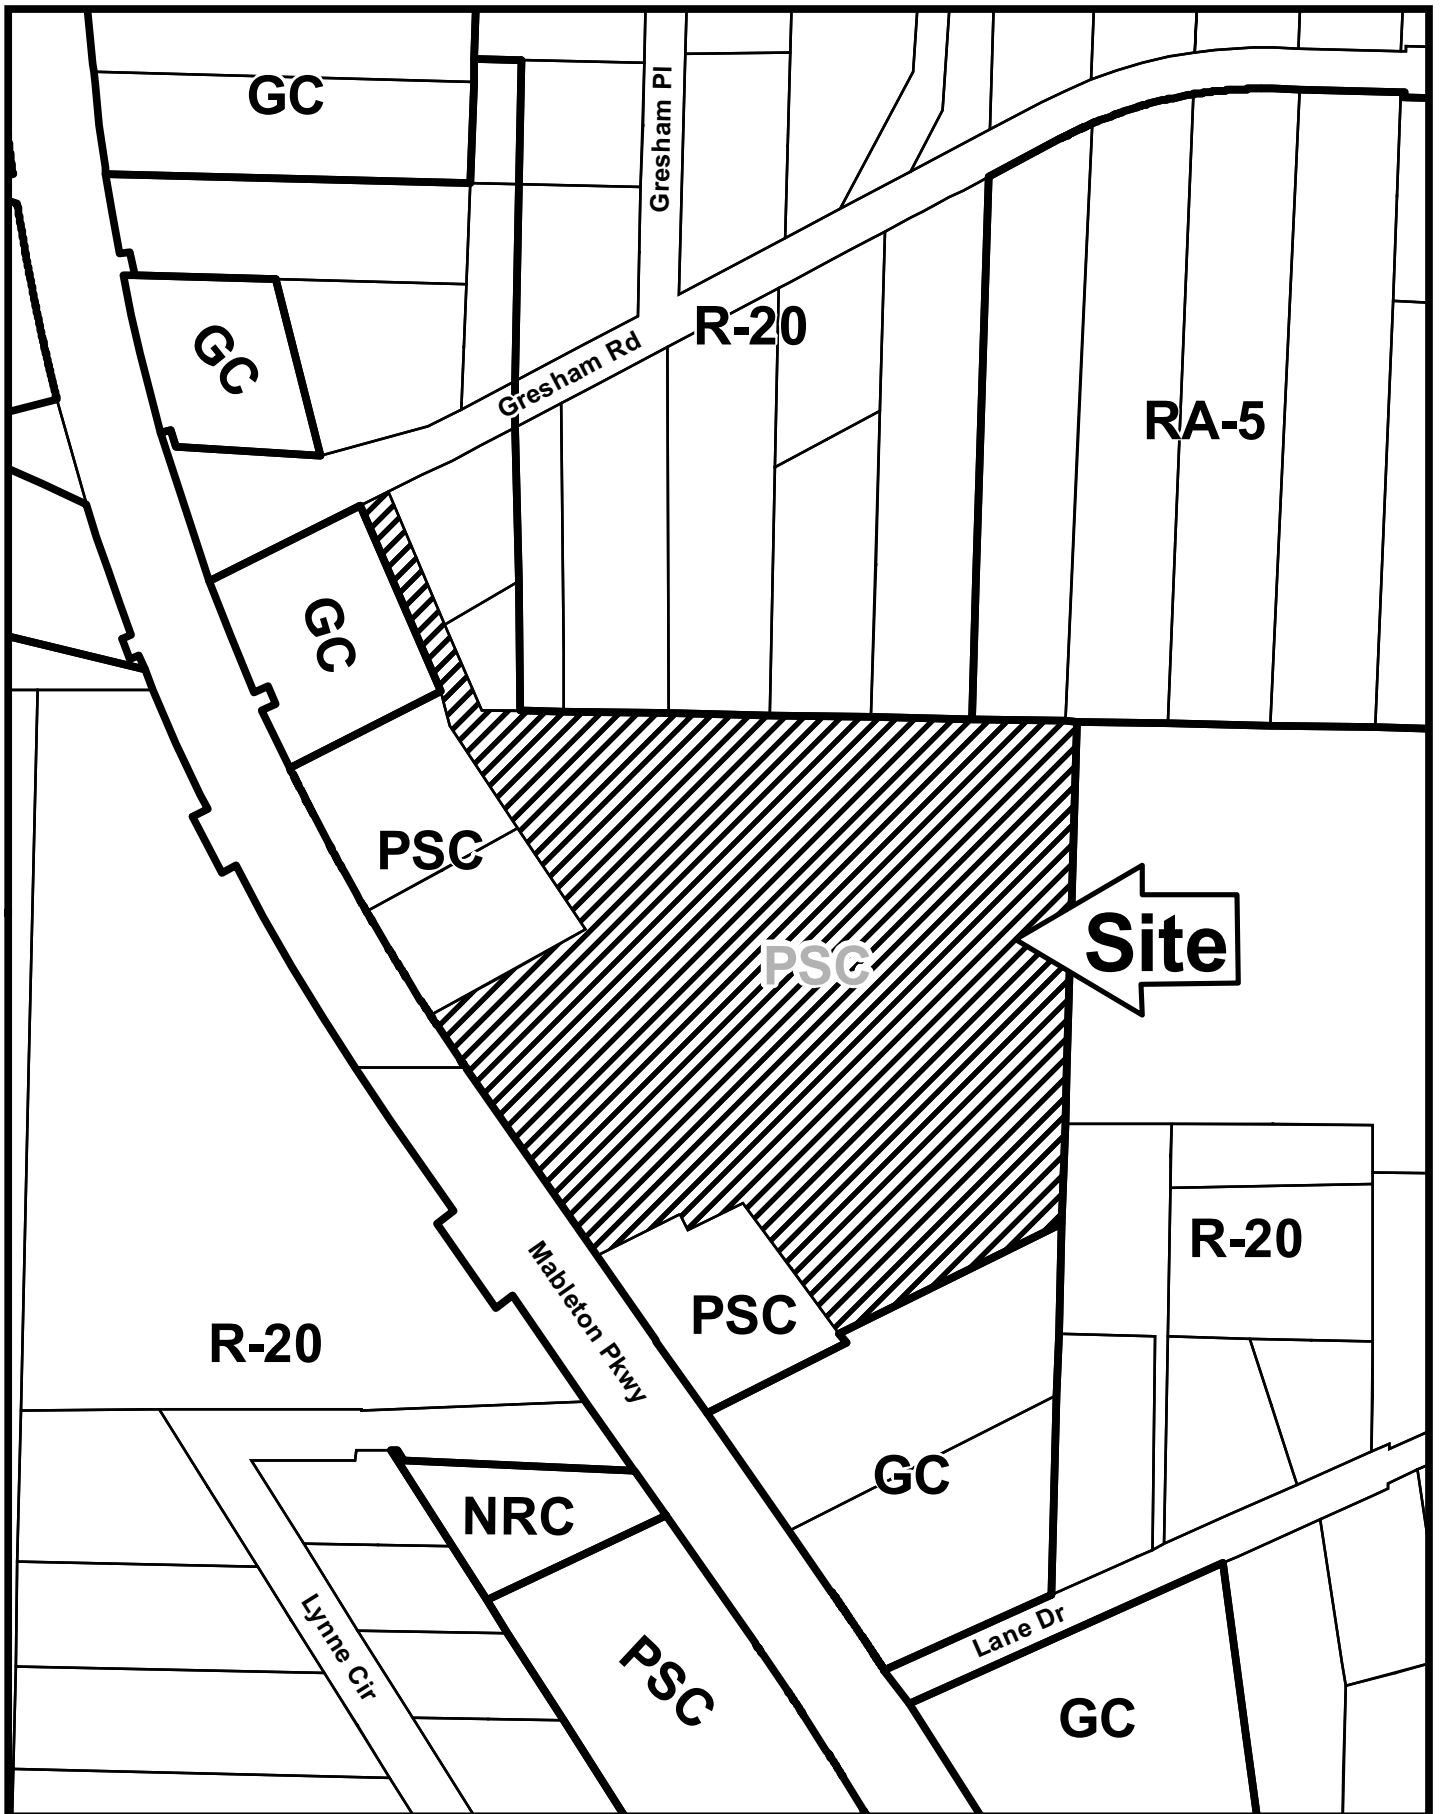 GC
Gresham Pl
GC
Gresham Rd
R-20
RA-5
GC
PSC
PSC
Site
R-20
Mableton Pkwy
PSC
R-20
GC
NRC
Lynne Cir
PSC
Lane Dr
GC